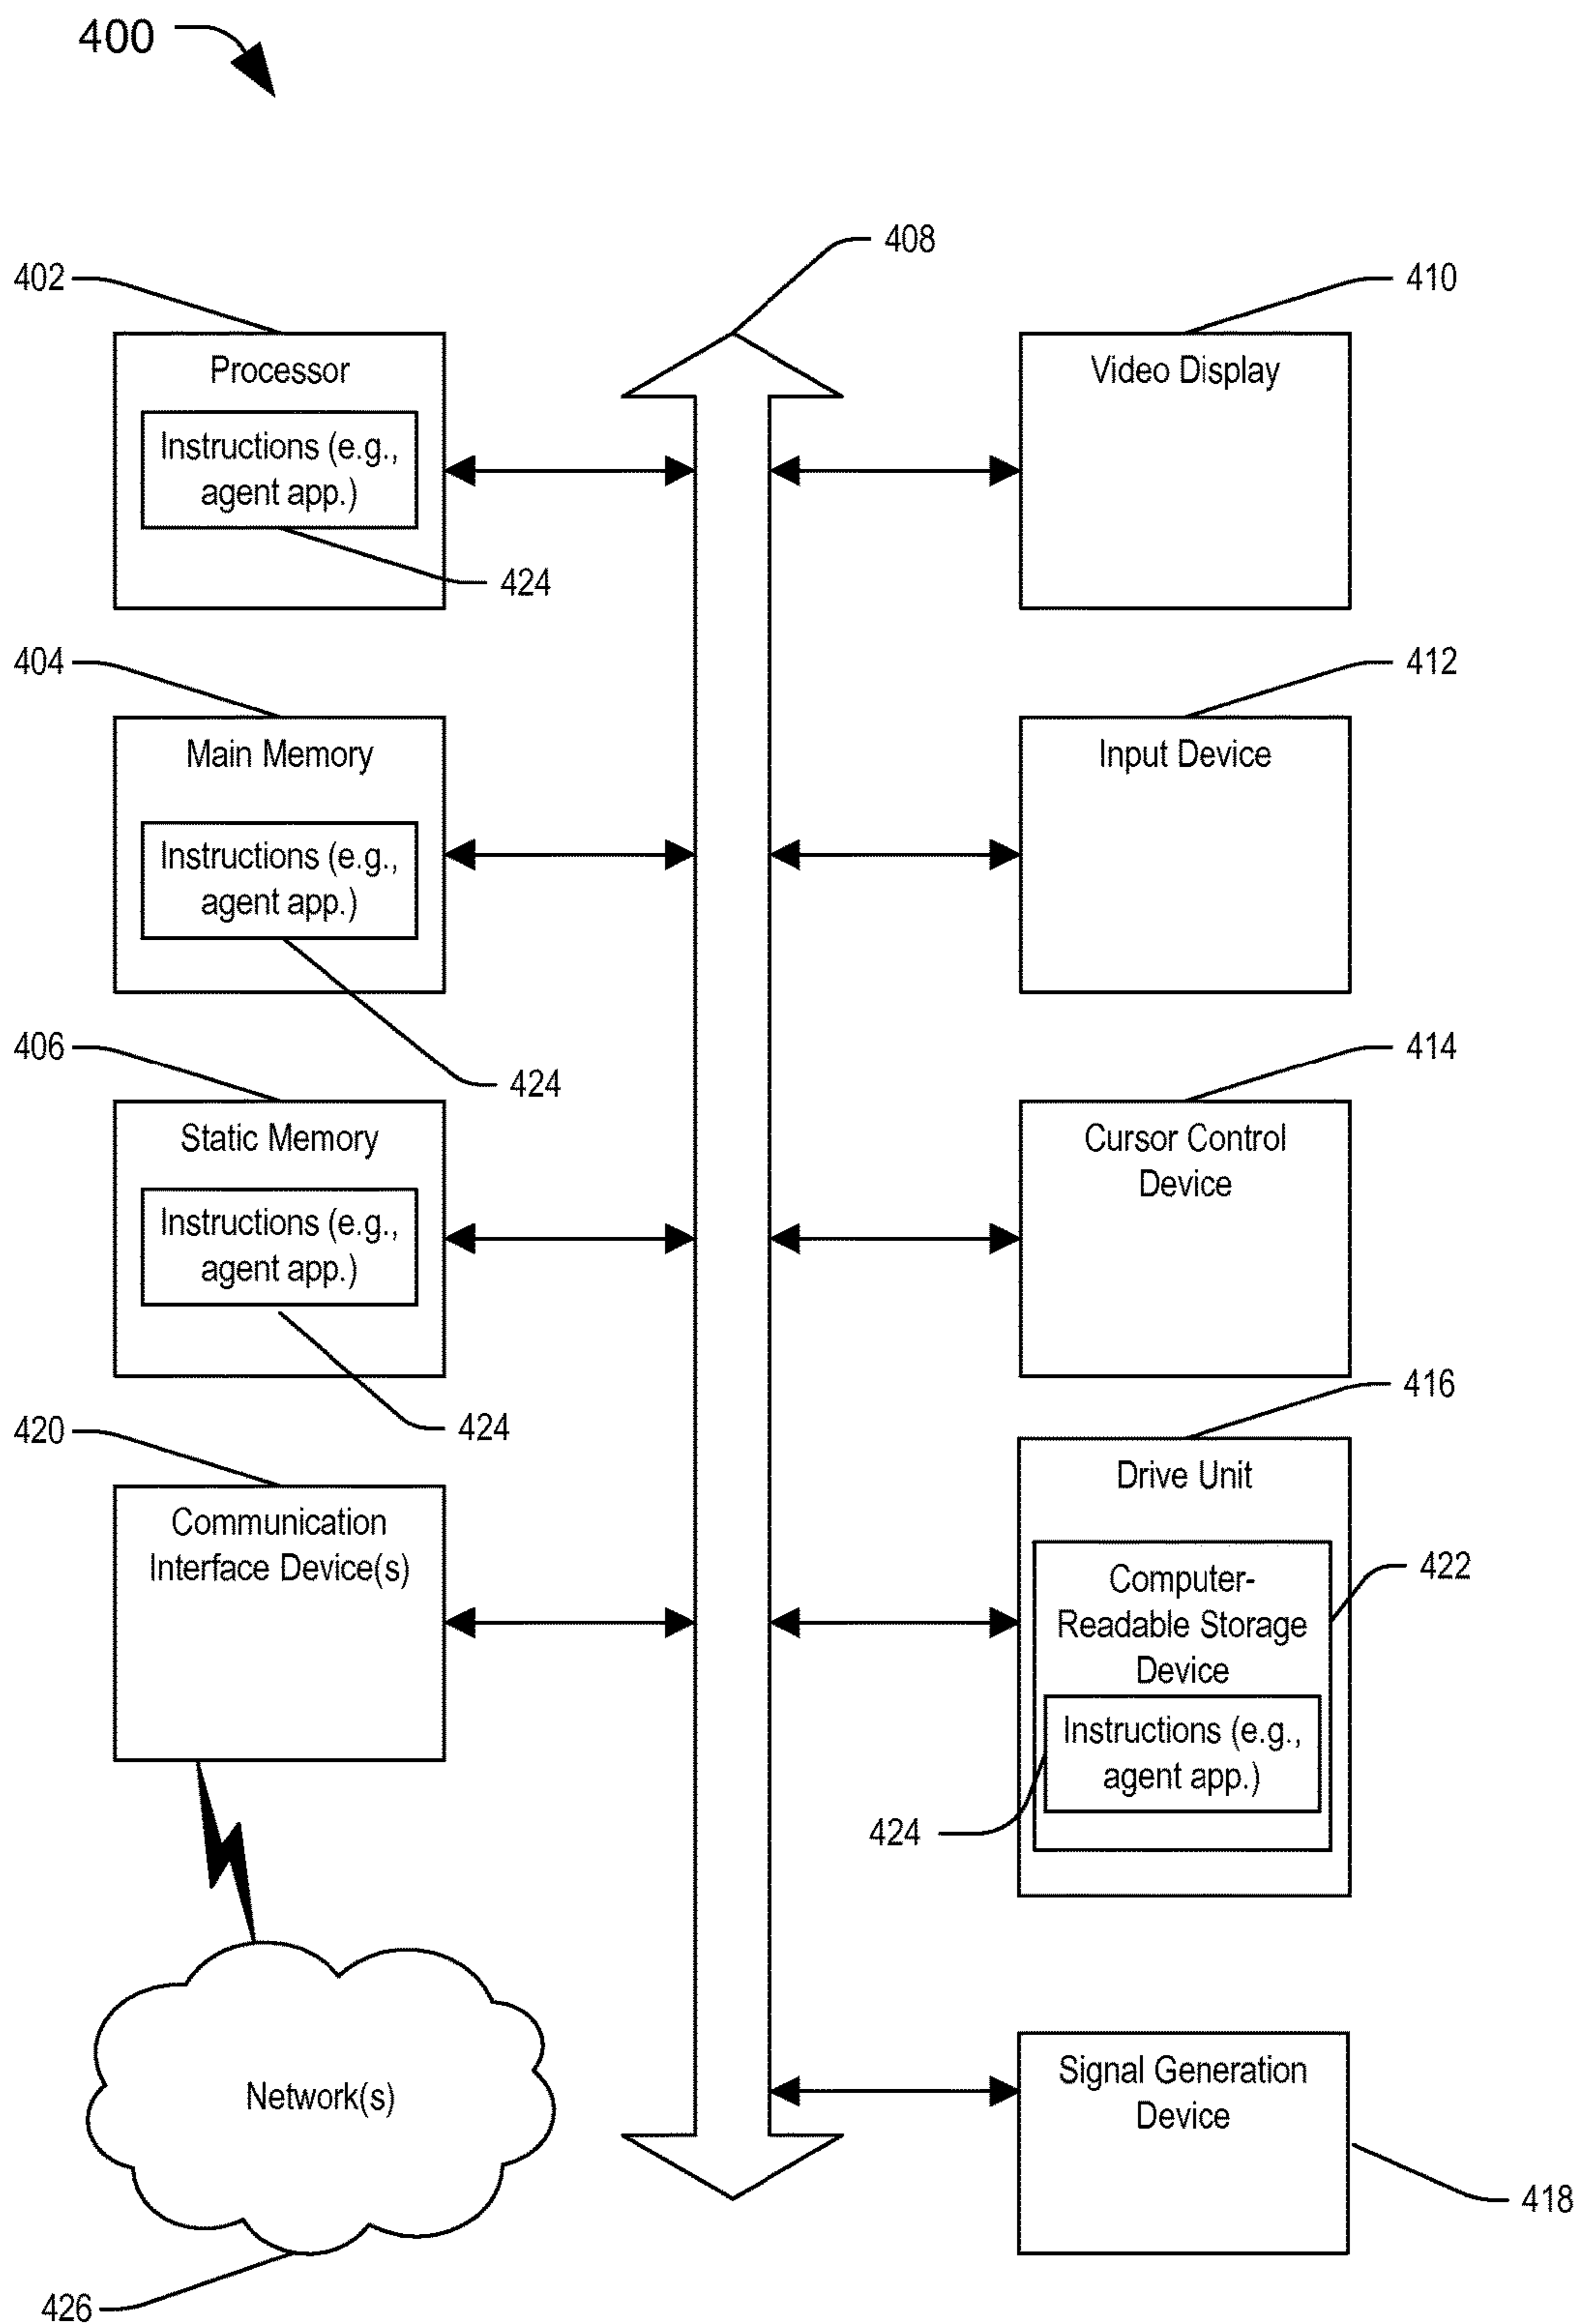 400
408
402
410
Processor
Instructions (e.g.,
agent app.)
424
Video Display
404
412
Main Memory
Instructions (e.g.,
agent app.)
424
Input Device
406
414
Static Memory
Instructions (e.g.,
agent app.)
424
Cursor Control
Device
420
416
Communication
Interface Device(s)
Drive Unit
422
Computer-
Readable Storage
Device
Instructions (e.g.,
agent app.)
424
Network(s)
426
Signal Generation
Device
418